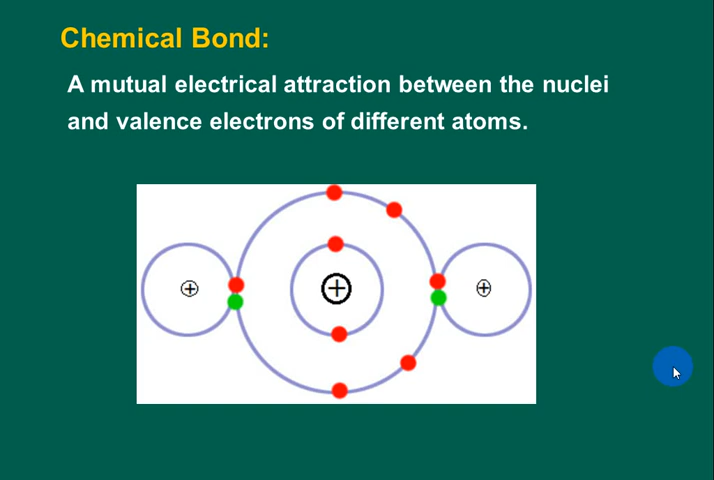 Chemical Bond:
A mutual electrical attraction between the nuclei
and valence electrons of different atoms.
+ + +